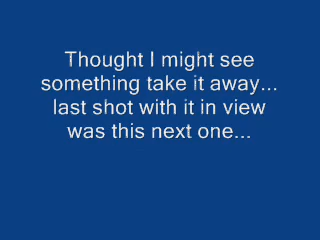 Thought I might see
something take it away...
last shot with it in view
was this next one...